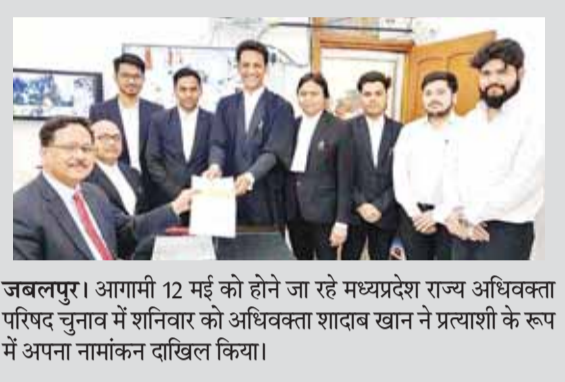 जबलपुर। आगामी 12 मई को होने जा रहे मध्यप्रदेश राज्य अधिवक्ता
परिषद चुनाव में शनिवार को अधिवक्ता शादाब खान ने प्रत्याशी के रूप
में अपना नामांकन दाखिल किया।